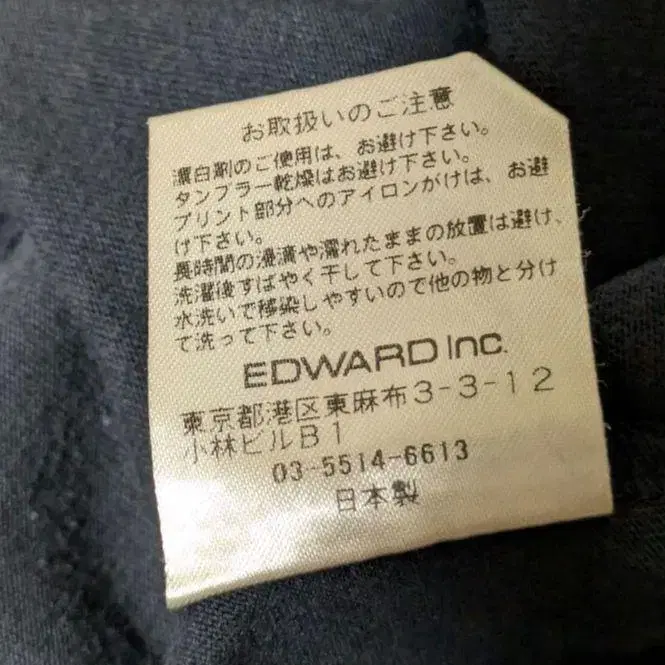 お取扱いのご注意
漂白剤のご使用は、お避け下さい。
タンブラー乾燥はお避け下さい。
プリント部分へのアイロンがけは、お避
け下さい。
長時間の浸漬や濡れたままの放置は避け、
洗濯後すばやく干して下さい。
水洗いで移染しやすいので他の物と分け
て洗って下さい。
EDWARD Inc.
東京都港区東麻布3-3-12
小林ビルB1
03-5514-6613
日本製